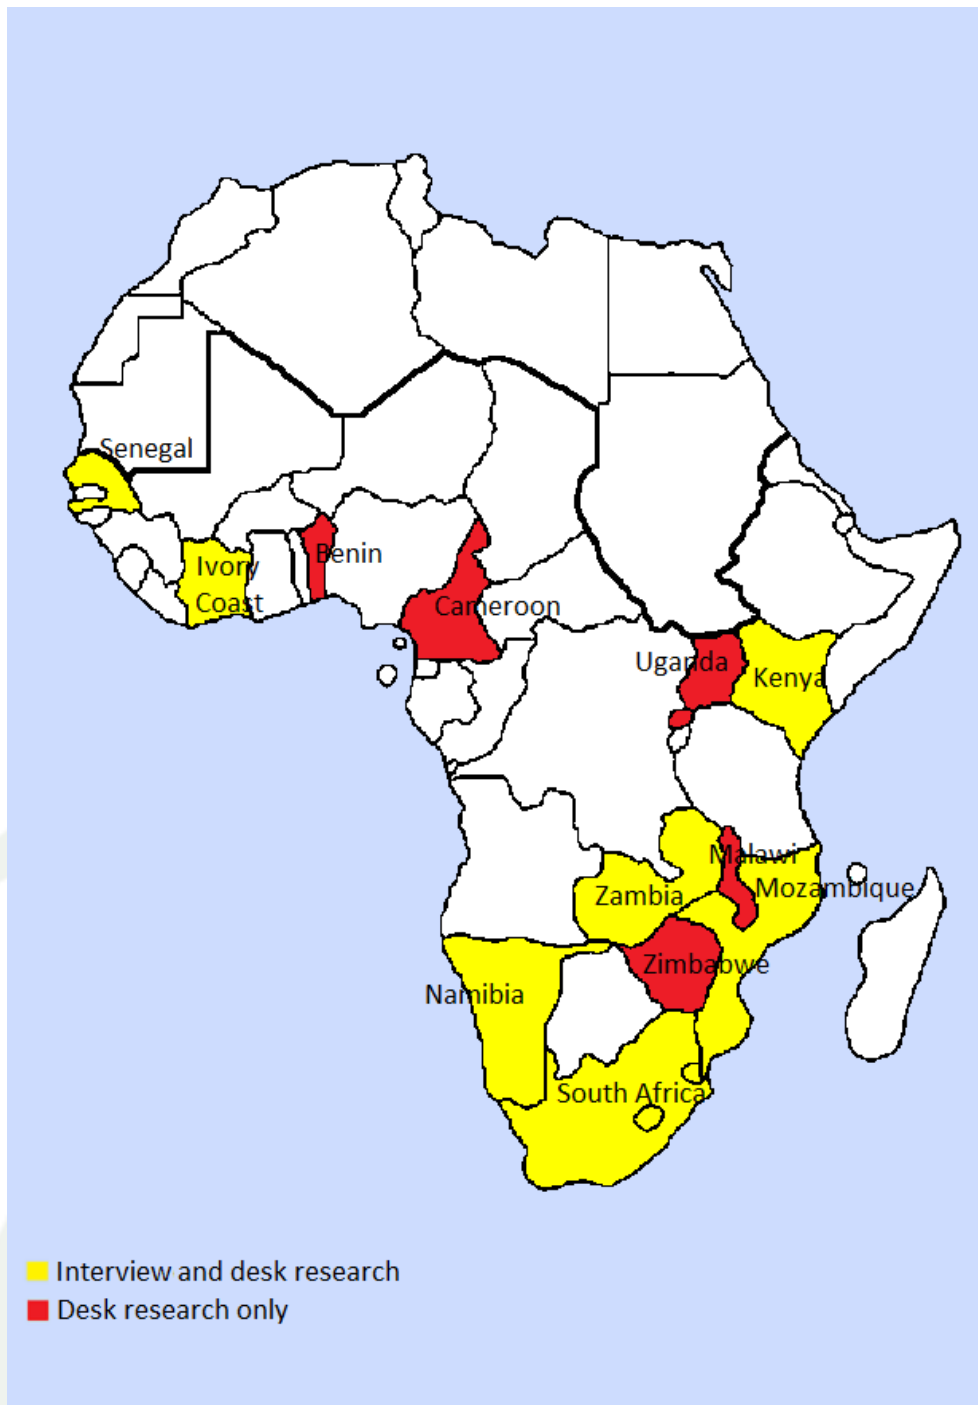 Senegal
Ivory
Coast
Benin
Cameroon
Uganda
Kenya
Malawi
Mozambique
Zambia
Zimbabwe
Namibia
South Africa
Interview and desk research
Desk research only